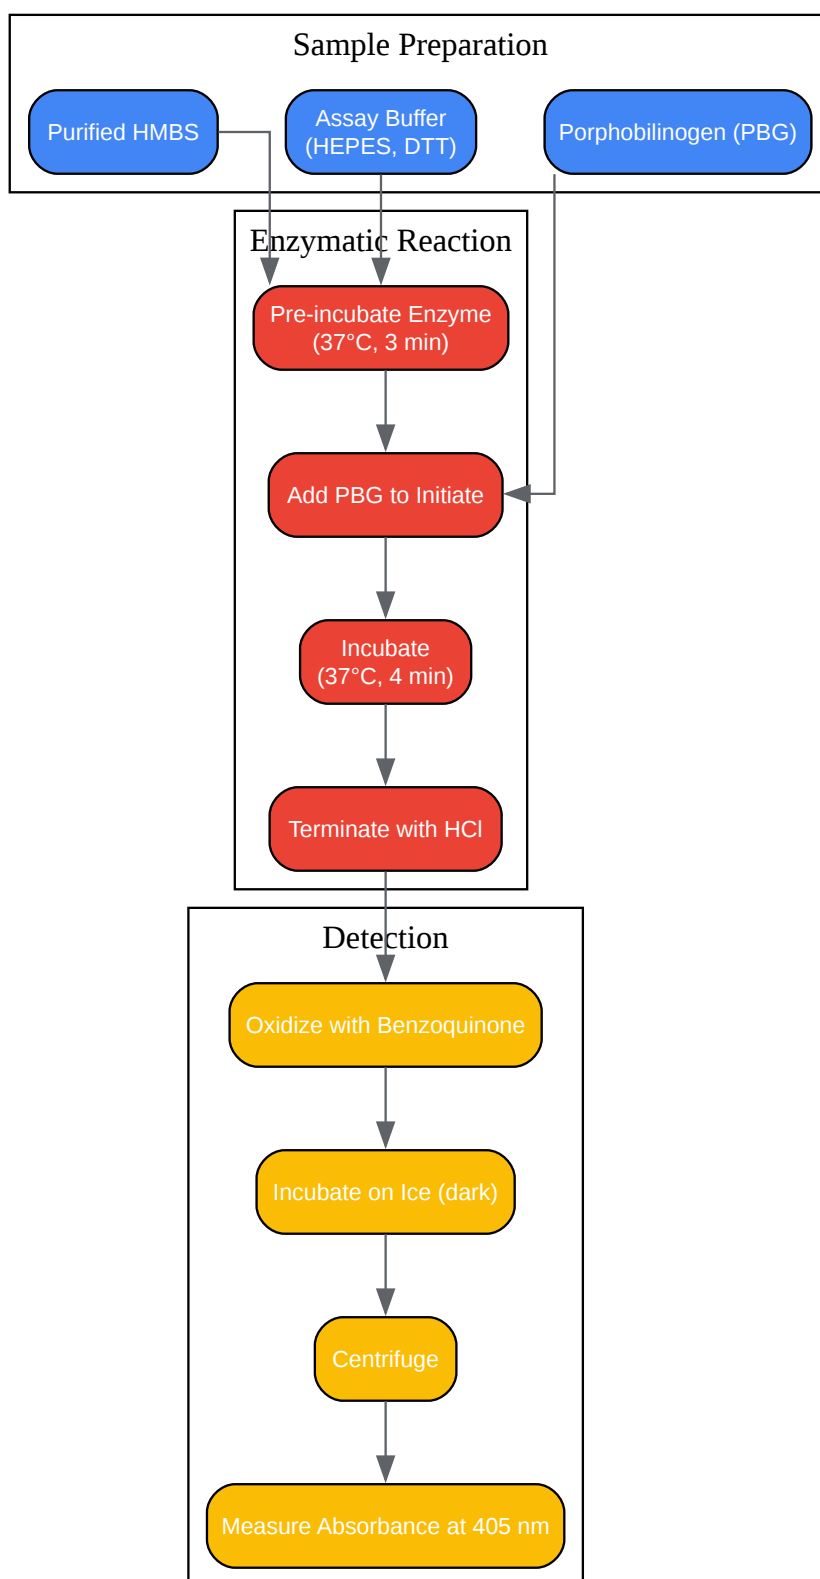 Sample Preparation
Purified HMBS
Assay Buffer
(HEPES, DTT)
Porphobilinogen (PBG)
Enzymatic Reaction
Pre-incubate Enzyme
(37°C, 3 min)
Add PBG to Initiate
Incubate
(37°C, 4 min)
Terminate with HCl
Detection
Oxidize with Benzoquinone
Incubate on Ice (dark)
Centrifuge
Measure Absorbance at 405 nm